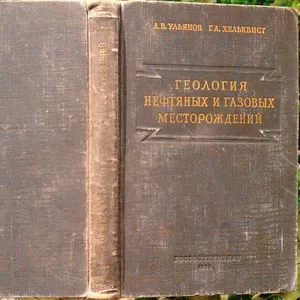 А.В.УЛЬЯНОВ Г.А.ХЕЛЬКВИСТ
ГЕОЛОГИЯ
НЕФТЯНЫХ И ГАЗОВЫХ
МЕСТОРОЖДЕНИЙ